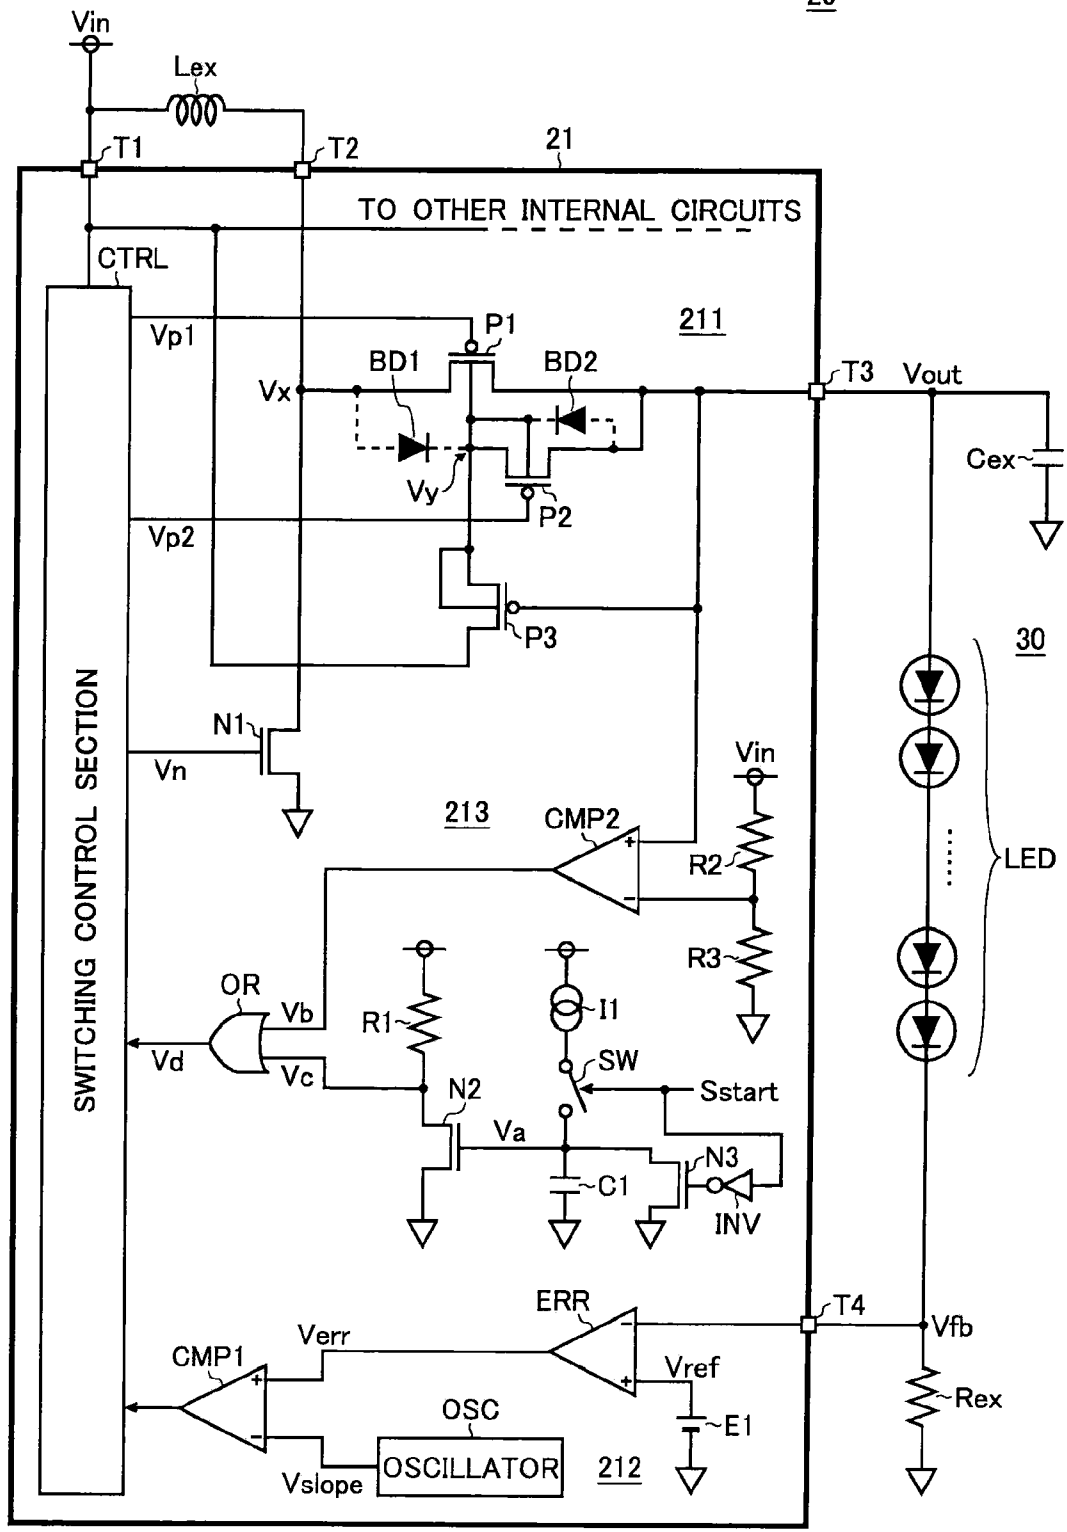 Vin
Lex
T1
T2
21
TO OTHER INTERNAL CIRCUITS
CTRL
211
Vp1
P1
BD1
BD2
T3
Vout
Vx
Cex
Vy
P2
Vp2
P3
30
SWITCHING CONTROL SECTION
N1
Vn
Vin
213
CMP2
+
−
R2
LED
R3
OR
Vb
R1
I1
Vd
Vc
SW
N2
Sstart
Va
N3
C1
INV
ERR
−
+
T4
Vfb
Verr
CMP1
+
−
Vref
Rex
E1
OSC
OSCILLATOR
Vslope
212